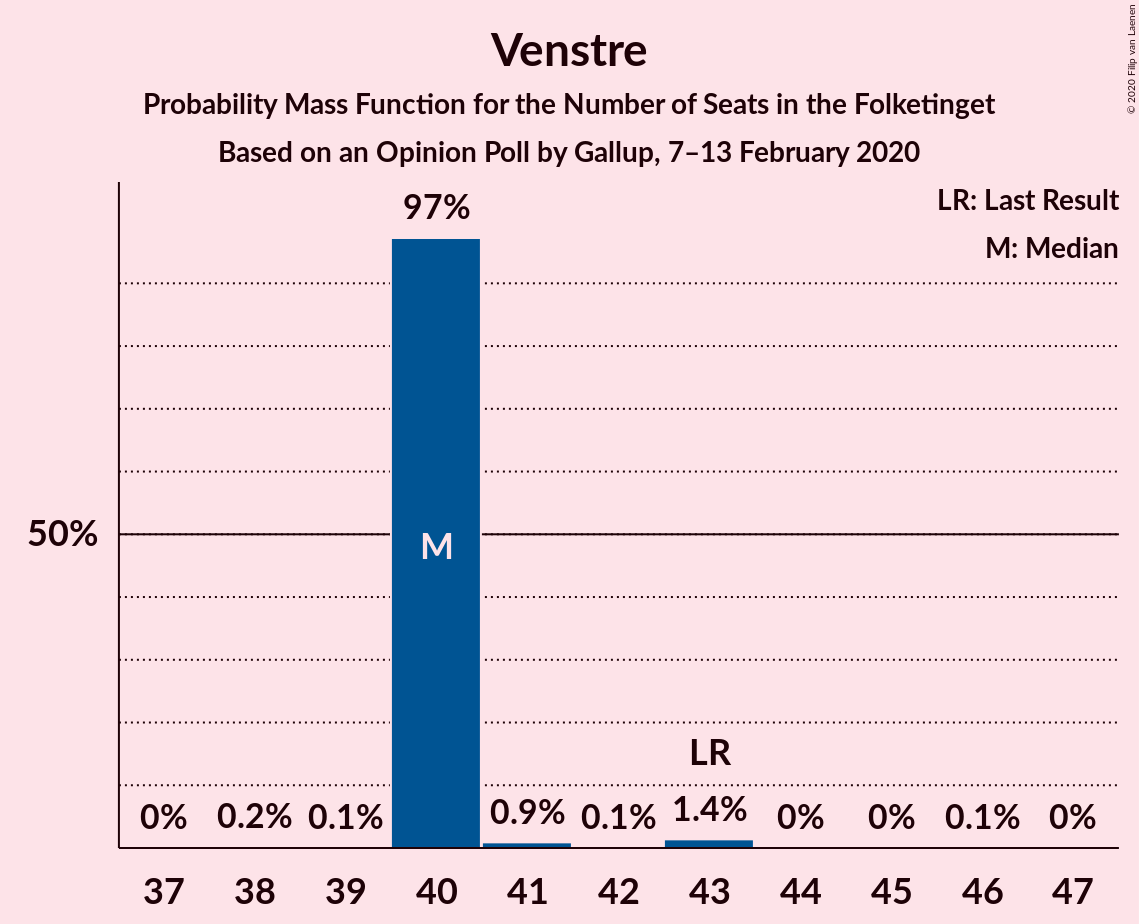 Venstre
Probability Mass Function for the Number of Seats in the Folketinget
Based on an Opinion Poll by Gallup, 7–13 February 2020
© 2020 Filip van Laenen
LR: Last Result
M: Median
97%
50%
M
LR
0% 0.2% 0.1% 0.9% 0.1% 1.4% 0% 0% 0.1% 0%
37 38 39 40 41 42 43 44 45 46 47